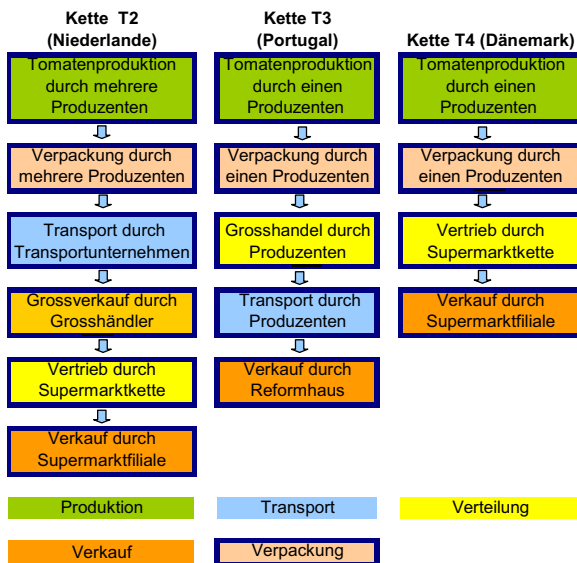 Kette T2
(Niederlande)
Tomatenproduktion
durch mehrere
Produzenten
Verpackung durch
mehrere Produzenten
Transport durch
Transportunternehmen
Grossverkauf durch
Grosshändler
Vertrieb durch
Supermarktkette
Verkauf durch
Supermarktfiliale
Kette T3
(Portugal)
Tomatenproduktion
durch einen
Produzenten
Verpackung durch
einen Produzenten
Grosshandel durch
Produzenten
Transport durch
Produzenten
Verkauf durch
Reformhaus
Kette T4 (Dänemark)
Tomatenproduktion
durch einen
Produzenten
Verpackung durch
einen Produzenten
Vertrieb durch
Supermarktkette
Verkauf durch
Supermarktfiliale
Produktion
Transport
Verteilung
Verkauf
Verpackung